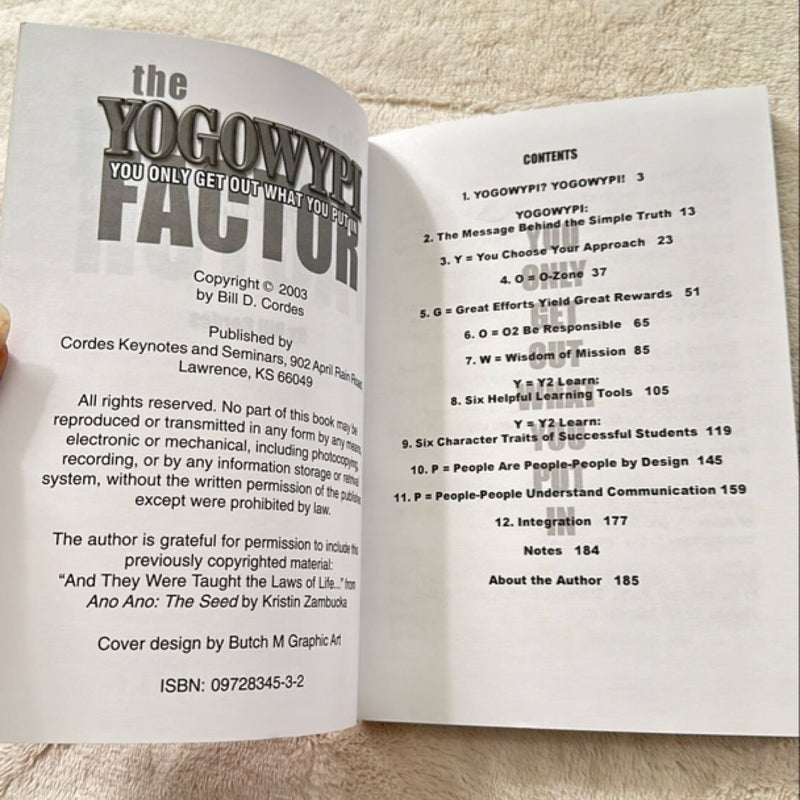 the
YOGOWYPI
YOU ONLY GET OUT WHAT YOU PUT IN
FACTOR
Copyright © 2003
by Bill D. Cordes
Published by
Cordes Keynotes and Seminars, 902 April Rain Road,
Lawrence, KS 66049
All rights reserved. No part of this book may be
reproduced or transmitted in any form by any means,
electronic or mechanical, including photocopying,
recording, or by any information storage or retrieval
system, without the written permission of the publisher,
except were prohibited by law.
The author is grateful for permission to include this
previously copyrighted material:
“And They Were Taught the Laws of Life...” from
Ano Ano: The Seed by Kristin Zambucka
Cover design by Butch M Graphic Art
ISBN: 09728345-3-2
CONTENTS
1. YOGOWYPI? YOGOWYPI! 3
YOGOWYPI:
2. The Message Behind the Simple Truth 13
3. Y = You Choose Your Approach 23
4. O = O-Zone 37
5. G = Great Efforts Yield Great Rewards 51
6. O = O2 Be Responsible 65
7. W = Wisdom of Mission 85
Y = Y2 Learn:
8. Six Helpful Learning Tools 105
Y = Y2 Learn:
9. Six Character Traits of Successful Students 119
10. P = People Are People-People by Design 145
11. P = People-People Understand Communication 159
12. Integration 177
Notes 184
About the Author 185
YOU
ONLY
GET
OUT
WHAT
YOU
PUT
IN